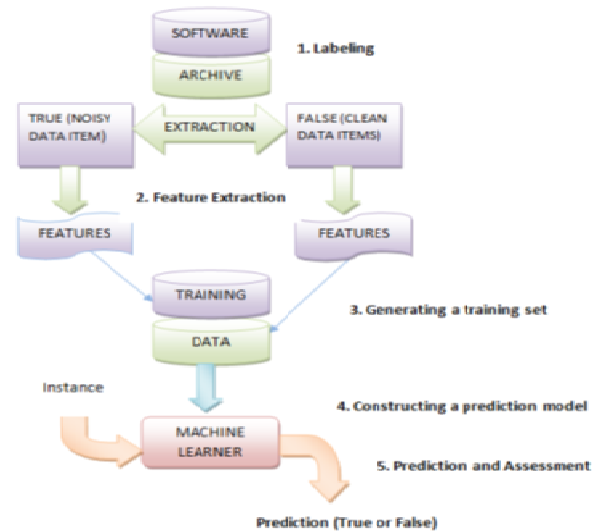 SOFTWARE
1. Labeling
ARCHIVE
TRUE (NOISY
DATA ITEM)
EXTRACTION
FALSE (CLEAN
DATA ITEMS)
2. Feature Extraction
FEATURES
FEATURES
TRAINING
3. Generating a training set
DATA
Instance
4. Constructing a prediction model
MACHINE
LEARNER
5. Prediction and Assessment
Prediction (True or False)